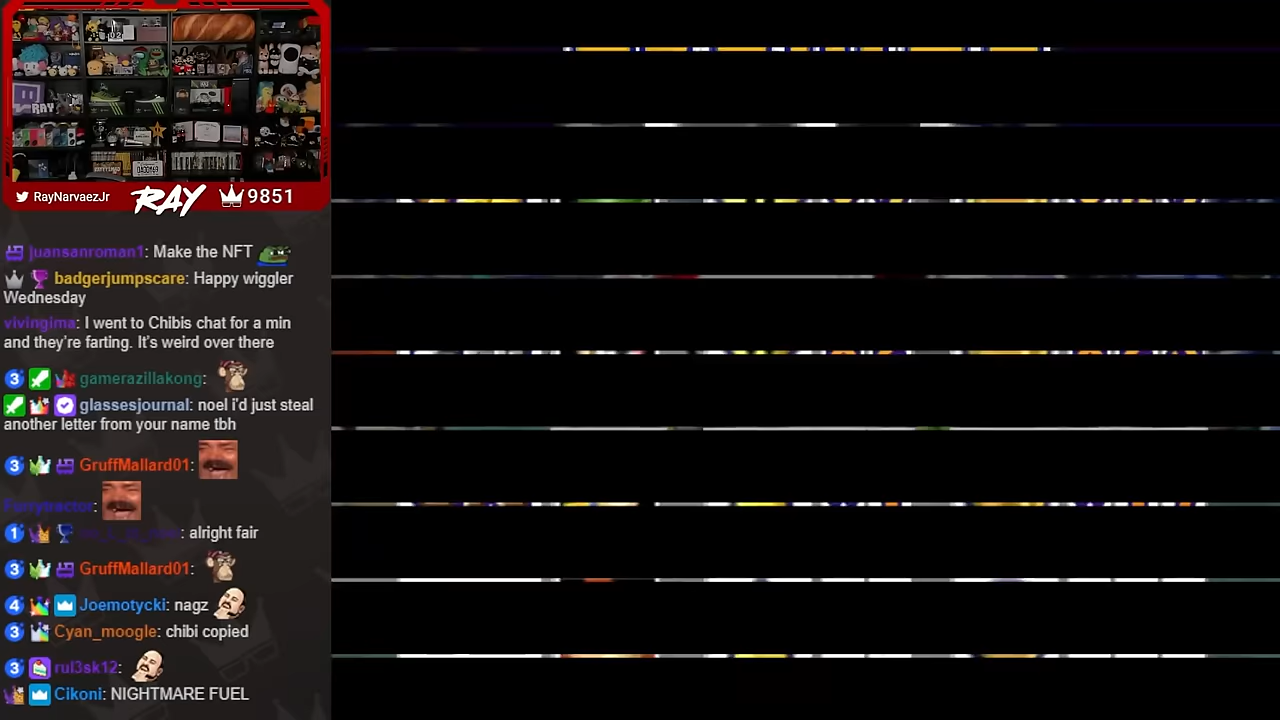 RayNarvaezJr RAY 9851
juansanroman1: Make the NFT
badgerjumpscare: Happy wiggler
Wednesday
vivingima: I went to Chibis chat for a min
and they're farting. It's weird over there
3 gamerazillakong:
glassesjournal: noel i'd just steal
another letter from your name tbh
3 GruffMallard01:
Furrytractor:
1 : alright fair
3 GruffMallard01:
4 Joemotycki: nagz
3 Cyan_moogle: chibi copied
3 rul3sk12:
Cikoni: NIGHTMARE FUEL